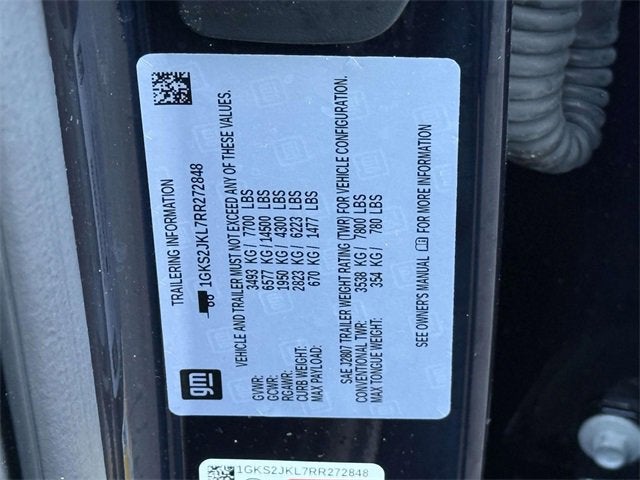 TRAILERING INFORMATION
1GKS2JKL7RR272848
VEHICLE AND TRAILER MUST NOT EXCEED ANY OF THESE VALUES.
GVWR: 3493 KG / 7700 LBS
GCWR: 6577 KG / 14500 LBS
RGAWR: 1950 KG / 4300 LBS
CURB WEIGHT: 2823 KG / 6223 LBS
MAX PAYLOAD: 670 KG / 1477 LBS
SAE J2807 TRAILER WEIGHT RATING (TWR) FOR VEHICLE CONFIGURATION.
CONVENTIONAL TWR: 3538 KG / 7800 LBS
MAX TONGUE WEIGHT: 354 KG / 780 LBS
SEE OWNER'S MANUAL FOR MORE INFORMATION
gm
1GKS2JKL7RR272848